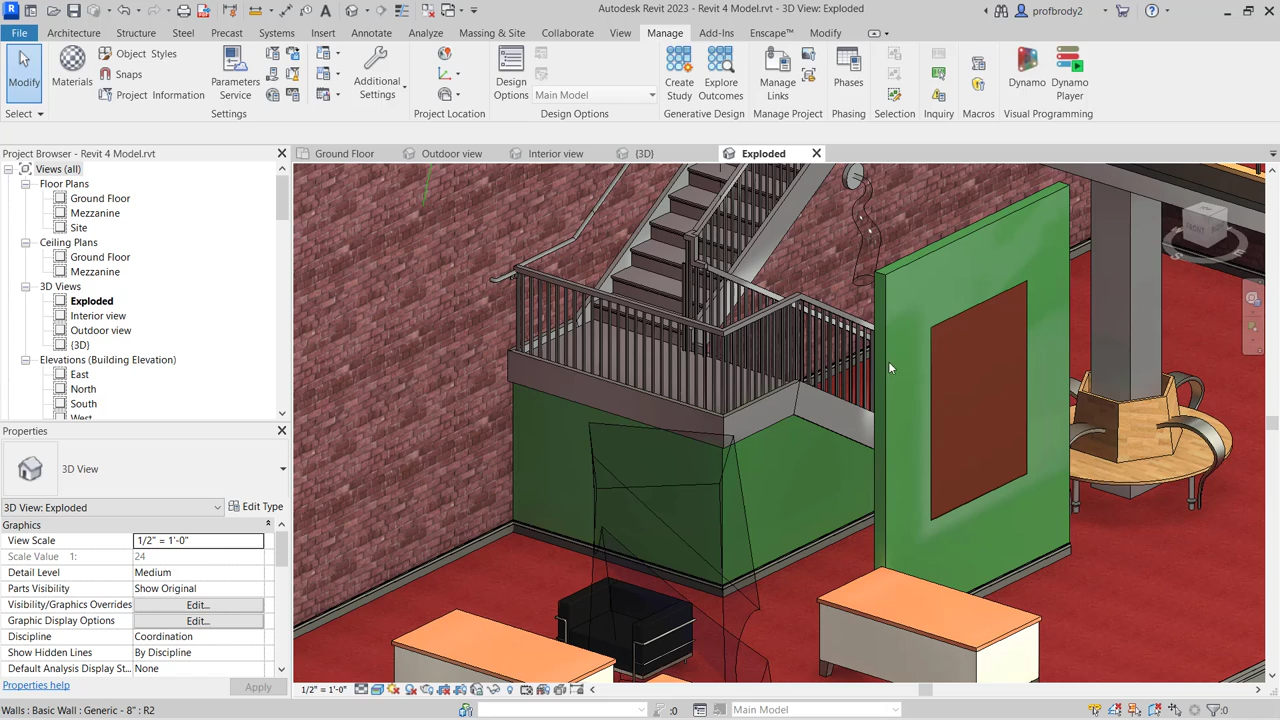 Autodesk Revit 2023 - Revit 4 Model.rvt - 3D View: Exploded
profbrody2
File
Architecture
Structure
Steel
Precast
Systems
Insert
Annotate
Analyze
Massing & Site
Collaborate
View
Manage
Add-Ins
Enscape™
Modify
Modify
Select
Materials
Object Styles
Snaps
Project Information
Parameters Service
Additional Settings
Settings
Project Location
Design Options
Main Model
Design Options
Create Study
Explore Outcomes
Generative Design
Manage Links
Manage Project
Phases
Phasing
Selection
Inquiry
Macros
Dynamo
Dynamo Player
Visual Programming
Project Browser - Revit 4 Model.rvt
Ground Floor
Outdoor view
Interior view
{3D}
Exploded
Views (all)
Floor Plans
Ground Floor
Mezzanine
Site
Ceiling Plans
Ground Floor
Mezzanine
3D Views
Exploded
Interior view
Outdoor view
{3D}
Elevations (Building Elevation)
East
North
South
West
FRONT
S
Properties
3D View
3D View: Exploded
Edit Type
Graphics
View Scale 1/2" = 1'-0"
Scale Value 1: 24
Detail Level Medium
Parts Visibility Show Original
Visibility/Graphics Overrides Edit...
Graphic Display Options Edit...
Discipline Coordination
Show Hidden Lines By Discipline
Default Analysis Display St... None
Properties help
Apply
1/2" = 1'-0"
Walls : Basic Wall : Generic - 8" : R2
:0
Main Model
:0